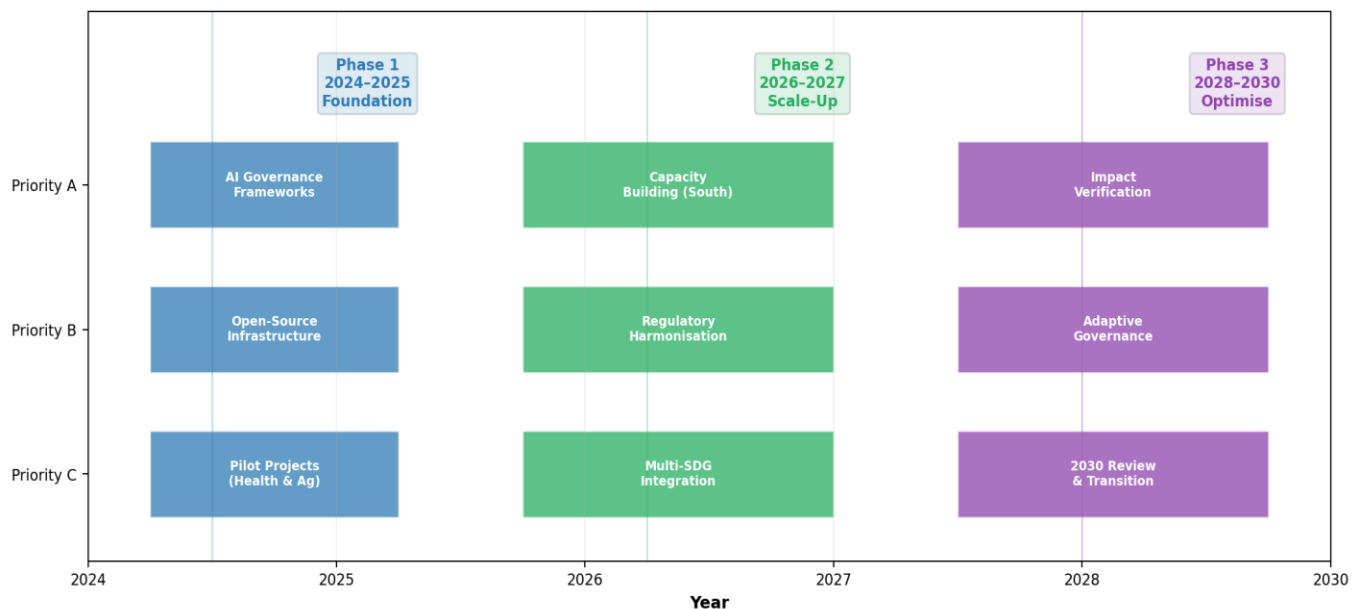 Phase 1
2024–2025
Foundation
Phase 2
2026–2027
Scale-Up
Phase 3
2028–2030
Optimise
Priority A
AI Governance
Frameworks
Capacity
Building (South)
Impact
Verification
Priority B
Open-Source
Infrastructure
Regulatory
Harmonisation
Adaptive
Governance
Priority C
Pilot Projects
(Health & Ag)
Multi-SDG
Integration
2030 Review
& Transition
2024
2025
2026
2027
2028
2030
Year